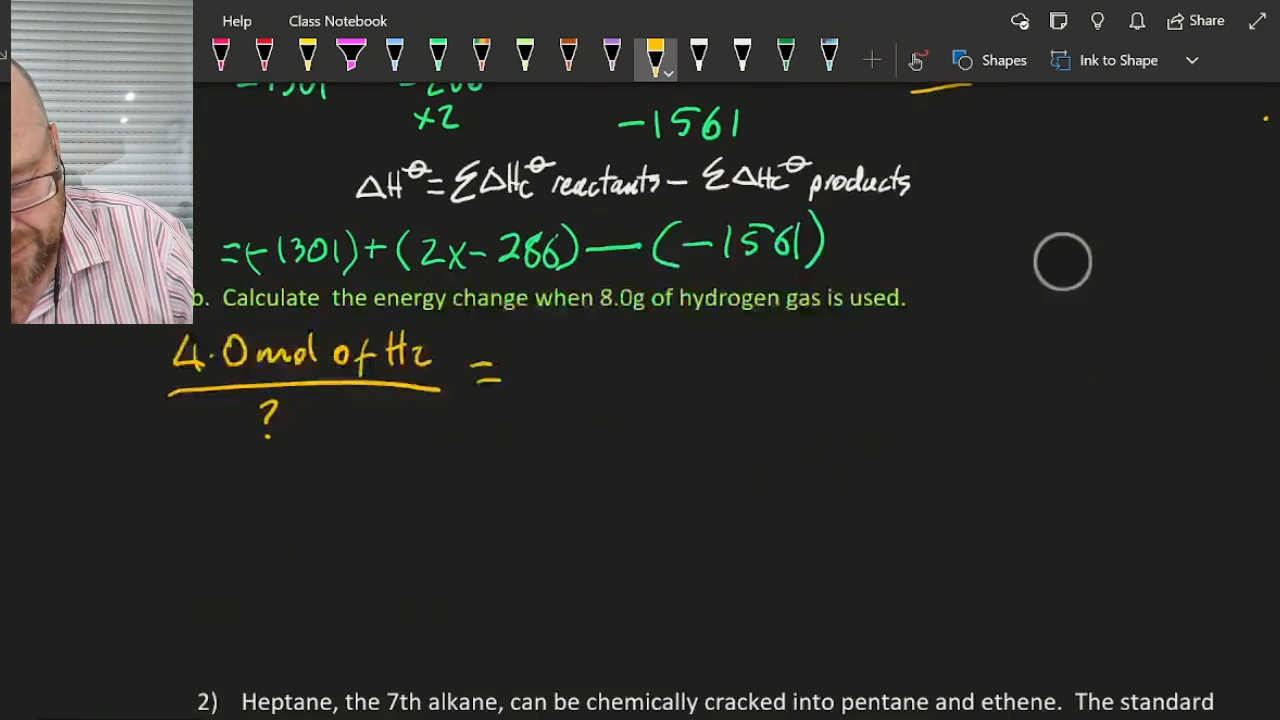 Help Class Notebook Share
Shapes Ink to Shape
-1301 -286
x2 -1561
ΔH⦵ = ΣΔHc⦵ reactants - ΣΔHc⦵ products
=(-1301)+(2x-286)-(-1561)
b. Calculate the energy change when 8.0g of hydrogen gas is used.
4.0 mol of H2 =
?
2) Heptane, the 7th alkane, can be chemically cracked into pentane and ethene. The standard